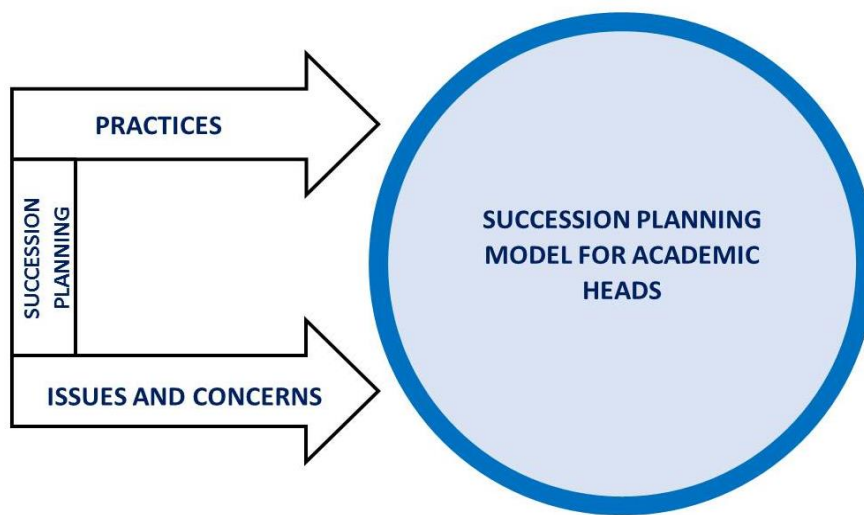 PRACTICES
SUCCESSION
PLANNING
ISSUES AND CONCERNS
SUCCESSION PLANNING
MODEL FOR ACADEMIC
HEADS